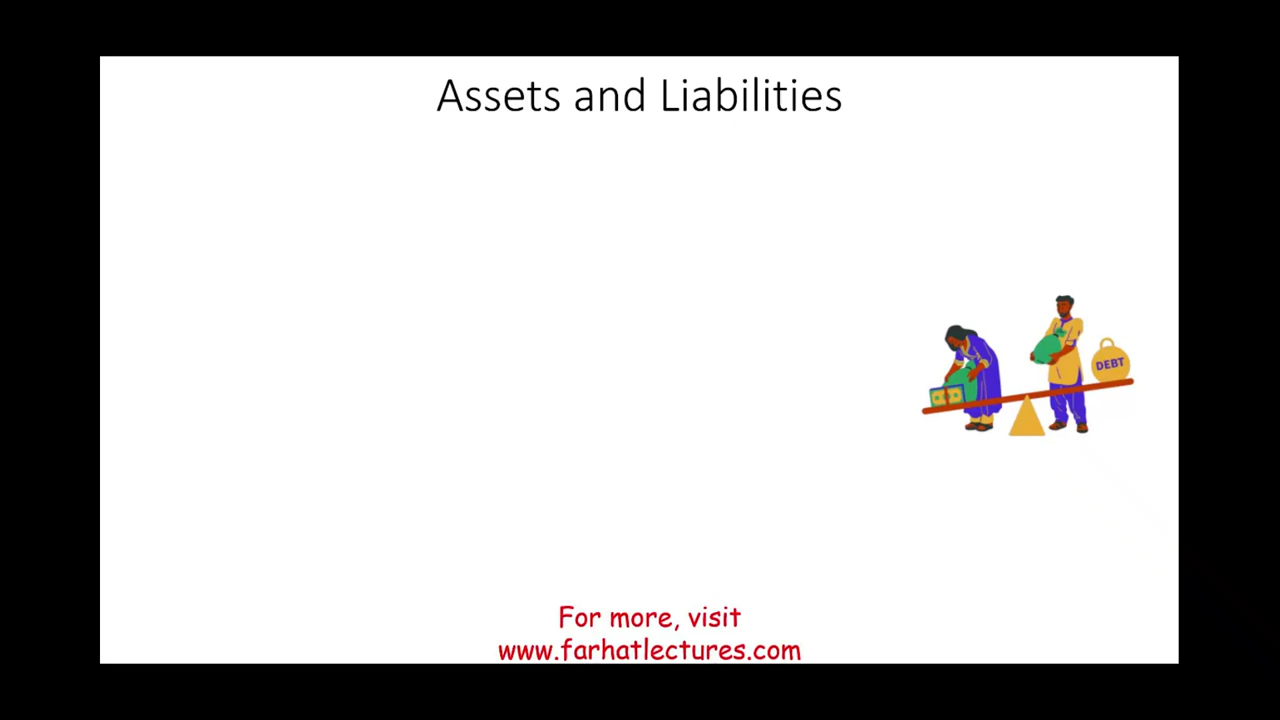 Assets and Liabilities
DEBT
For more, visit
www.farhatlectures.com